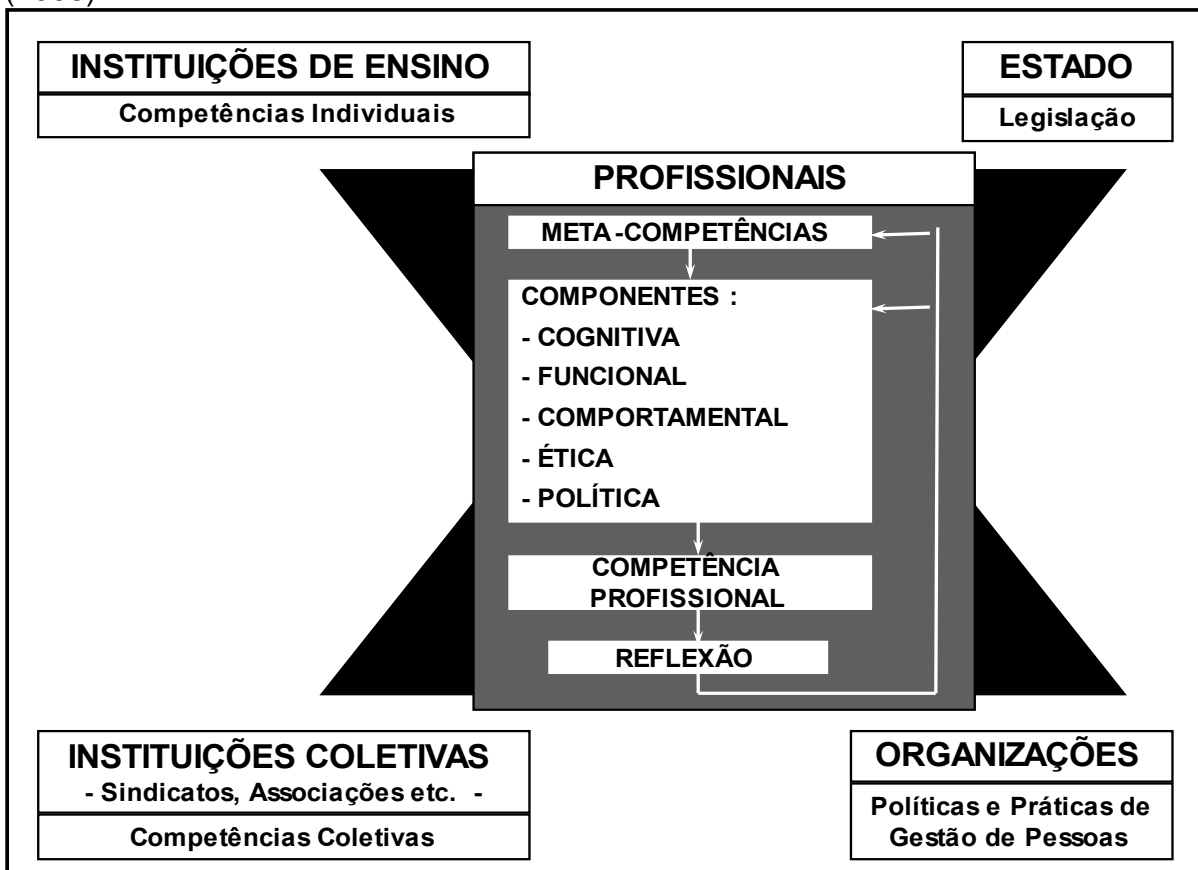 INSTITUIÇÕES DE ENSINO
Competências Individuais
ESTADO
Legislação
PROFISSIONAIS
META-COMPETÊNCIAS
COMPONENTES :
- COGNITIVA
- FUNCIONAL
- COMPORTAMENTAL
- ÉTICA
- POLÍTICA
COMPETÊNCIA
PROFISSIONAL
REFLEXÃO
INSTITUIÇÕES COLETIVAS
- Sindicatos, Associações etc. -
Competências Coletivas
ORGANIZAÇÕES
Políticas e Práticas de
Gestão de Pessoas